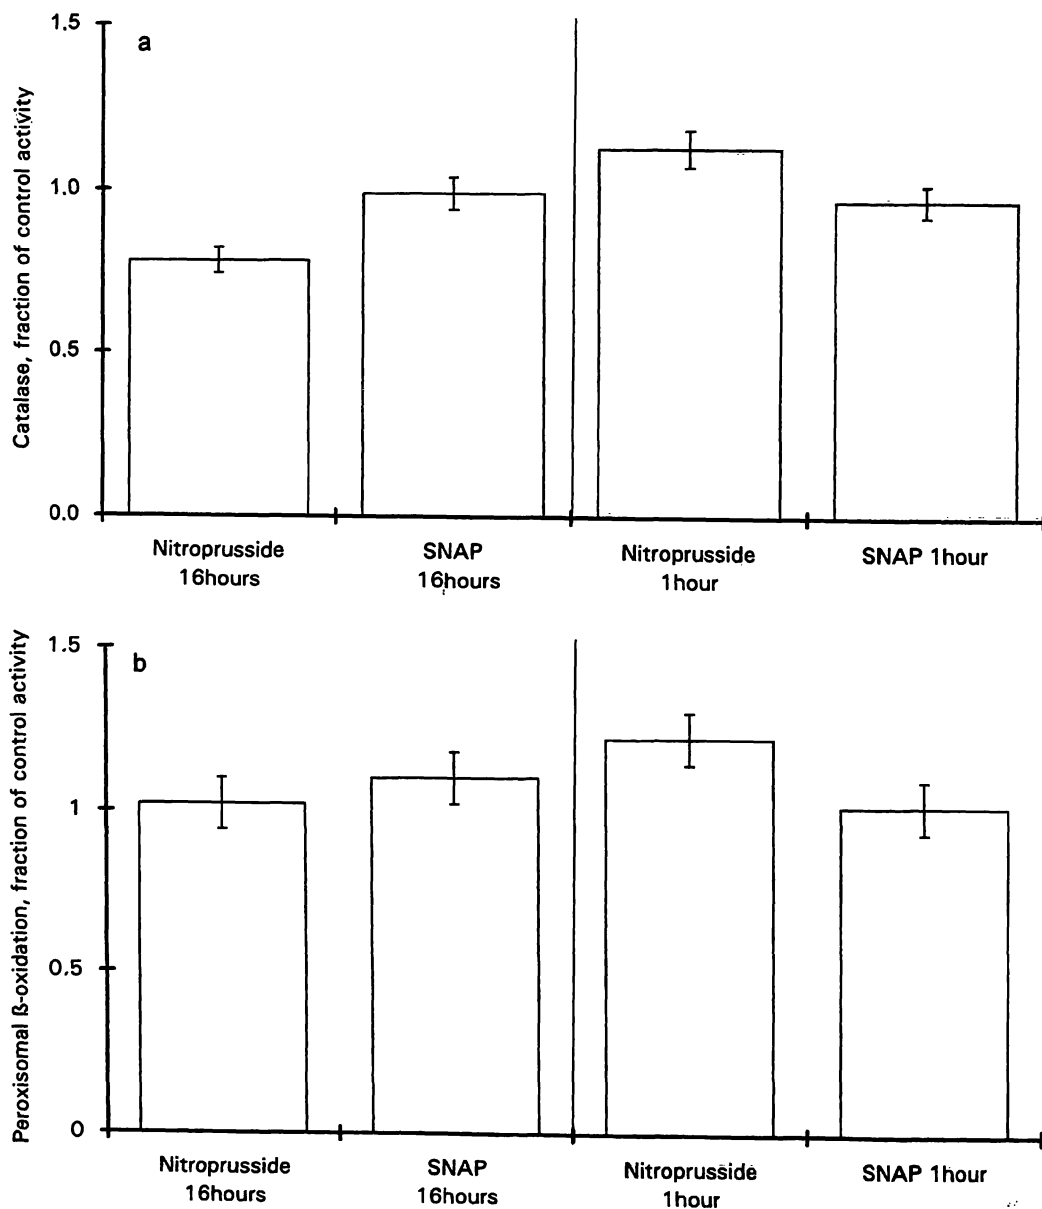 a
Catalase, fraction of control activity
1.5
1.0
0.5
0.0
Nitroprusside
16hours
SNAP
16hours
Nitroprusside
1hour
SNAP 1hour
b
Peroxisomal ß-oxidation, fraction of control activity
1.5
1
0.5
0
Nitroprusside
16hours
SNAP
16hours
Nitroprusside
1hour
SNAP 1hour